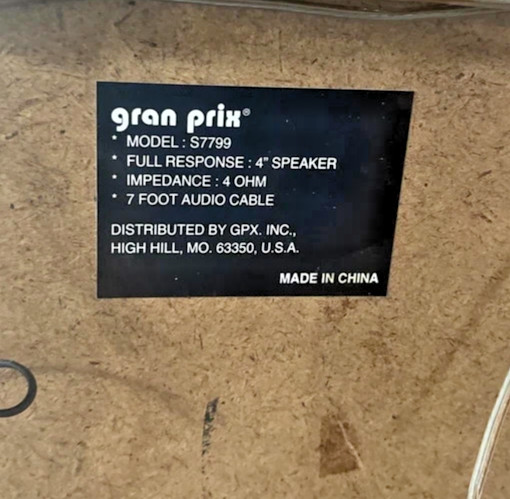 gran prix®
* MODEL : S7799
* FULL RESPONSE : 4" SPEAKER
* IMPEDANCE : 4 OHM
* 7 FOOT AUDIO CABLE
DISTRIBUTED BY GPX. INC.,
HIGH HILL, MO. 63350, U.S.A.
MADE IN CHINA